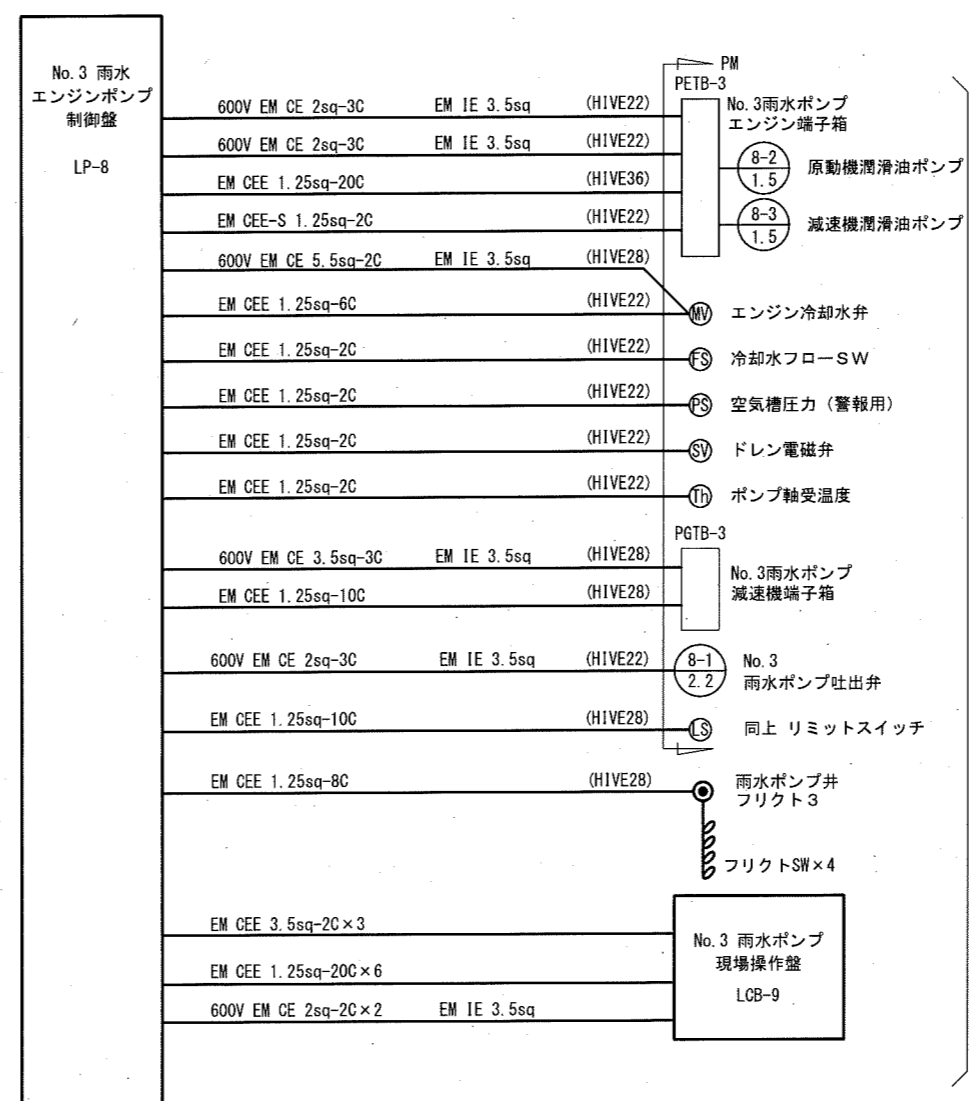 No.3 雨水
エンジンポンプ
制御盤
LP-8
PM
PETB-3
600V EM CE 2sq-3C EM IE 3.5sq (HIVE22)
No.3雨水ポンプ
エンジン端子箱
600V EM CE 2sq-3C EM IE 3.5sq (HIVE22)
8-2
1.5
原動機潤滑油ポンプ
EM CEE 1.25sq-20C (HIVE36)
EM CEE-S 1.25sq-2C (HIVE22)
8-3
1.5
減速機潤滑油ポンプ
600V EM CE 5.5sq-2C EM IE 3.5sq (HIVE28)
EM CEE 1.25sq-6C (HIVE22) MV エンジン冷却水弁
EM CEE 1.25sq-2C (HIVE22) FS 冷却水フローSW
EM CEE 1.25sq-2C (HIVE22) PS 空気槽圧力（警報用）
EM CEE 1.25sq-2C (HIVE22) SV ドレン電磁弁
EM CEE 1.25sq-2C (HIVE22) Th ポンプ軸受温度
PGTB-3
600V EM CE 3.5sq-3C EM IE 3.5sq (HIVE28)
No.3雨水ポンプ
減速機端子箱
EM CEE 1.25sq-10C (HIVE28)
600V EM CE 2sq-3C EM IE 3.5sq (HIVE22)
8-1
2.2
No.3
雨水ポンプ吐出弁
EM CEE 1.25sq-10C (HIVE28) LS 同上 リミットスイッチ
EM CEE 1.25sq-8C (HIVE28)
雨水ポンプ井
フリクト3
フリクトSW×4
EM CEE 3.5sq-2C×3
EM CEE 1.25sq-20C×6
600V EM CE 2sq-2C×2 EM IE 3.5sq
No.3 雨水ポンプ
現場操作盤
LCB-9